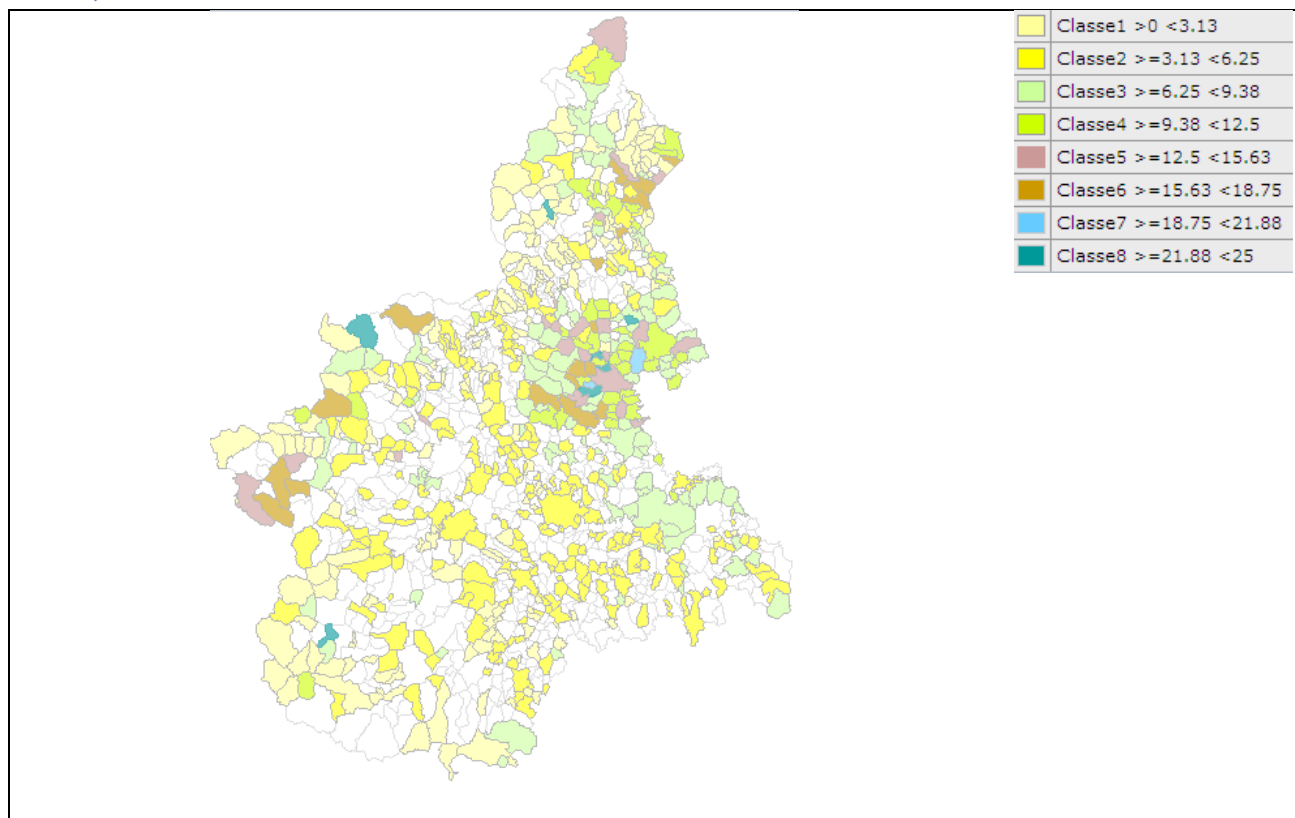 Classe1 >0 <3.13
Classe2 >=3.13 <6.25
Classe3 >=6.25 <9.38
Classe4 >=9.38 <12.5
Classe5 >=12.5 <15.63
Classe6 >=15.63 <18.75
Classe7 >=18.75 <21.88
Classe8 >=21.88 <25